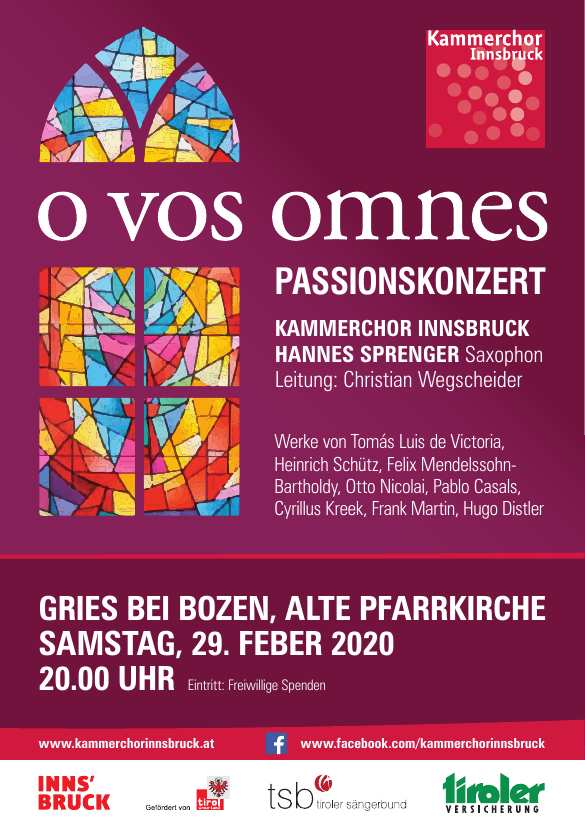 Kammerchor
Innsbruck
o vos omnes
PASSIONSKONZERT
KAMMERCHOR INNSBRUCK
HANNES SPRENGER Saxophon
Leitung: Christian Wegscheider
Werke von Tomás Luis de Victoria,
Heinrich Schütz, Felix Mendelssohn-
Bartholdy, Otto Nicolai, Pablo Casals,
Cyrillus Kreek, Frank Martin, Hugo Distler
GRIES BEI BOZEN, ALTE PFARRKIRCHE
SAMSTAG, 29. FEBER 2020
20.00 UHR Eintritt: Freiwillige Spenden
www.kammerchorinnsbruck.at
f www.facebook.com/kammerchorinnsbruck
INNS'
BRUCK
Gefördert von
tirol
tsb tiroler sängerbund
tiroler
VERSICHERUNG